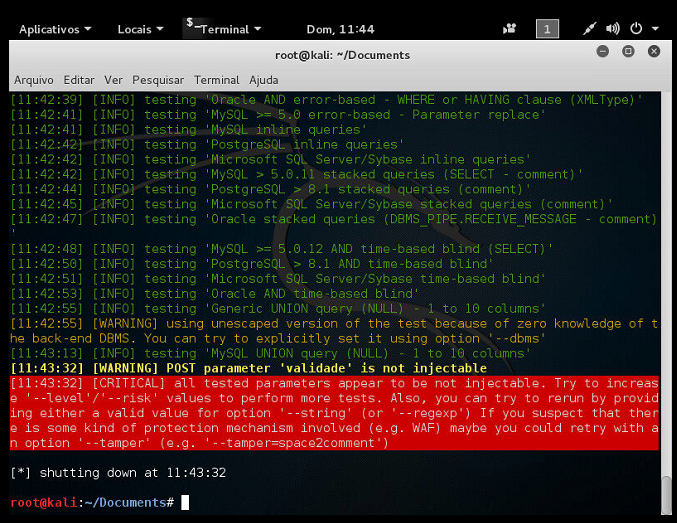 Aplicativos Locais Terminal Dom, 11:44 1
root@kali: ~/Documents
Arquivo Editar Ver Pesquisar Terminal Ajuda
[11:42:39] [INFO] testing 'Oracle AND error-based - WHERE or HAVING clause (XMLType)'
[11:42:41] [INFO] testing 'MySQL >= 5.0 error-based - Parameter replace'
[11:42:41] [INFO] testing 'MySQL inline queries'
[11:42:42] [INFO] testing 'PostgreSQL inline queries'
[11:42:42] [INFO] testing 'Microsoft SQL Server/Sybase inline queries'
[11:42:42] [INFO] testing 'MySQL > 5.0.11 stacked queries (SELECT - comment)'
[11:42:44] [INFO] testing 'PostgreSQL > 8.1 stacked queries (comment)'
[11:42:45] [INFO] testing 'Microsoft SQL Server/Sybase stacked queries (comment)'
[11:42:47] [INFO] testing 'Oracle stacked queries (DBMS_PIPE.RECEIVE_MESSAGE - comment)
'
[11:42:48] [INFO] testing 'MySQL >= 5.0.12 AND time-based blind (SELECT)'
[11:42:50] [INFO] testing 'PostgreSQL > 8.1 AND time-based blind'
[11:42:51] [INFO] testing 'Microsoft SQL Server/Sybase time-based blind'
[11:42:53] [INFO] testing 'Oracle AND time-based blind'
[11:42:55] [INFO] testing 'Generic UNION query (NULL) - 1 to 10 columns'
[11:42:55] [WARNING] using unescaped version of the test because of zero knowledge of t
he back-end DBMS. You can try to explicitly set it using option '--dbms'
[11:43:13] [INFO] testing 'MySQL UNION query (NULL) - 1 to 10 columns'
[11:43:32] [WARNING] POST parameter 'validade' is not injectable
[11:43:32] [CRITICAL] all tested parameters appear to be not injectable. Try to increas
e '--level'/'--risk' values to perform more tests. Also, you can try to rerun by provid
ing either a valid value for option '--string' (or '--regexp') If you suspect that ther
e is some kind of protection mechanism involved (e.g. WAF) maybe you could retry with a
n option '--tamper' (e.g. '--tamper=space2comment')
[*] shutting down at 11:43:32
root@kali:~/Documents#